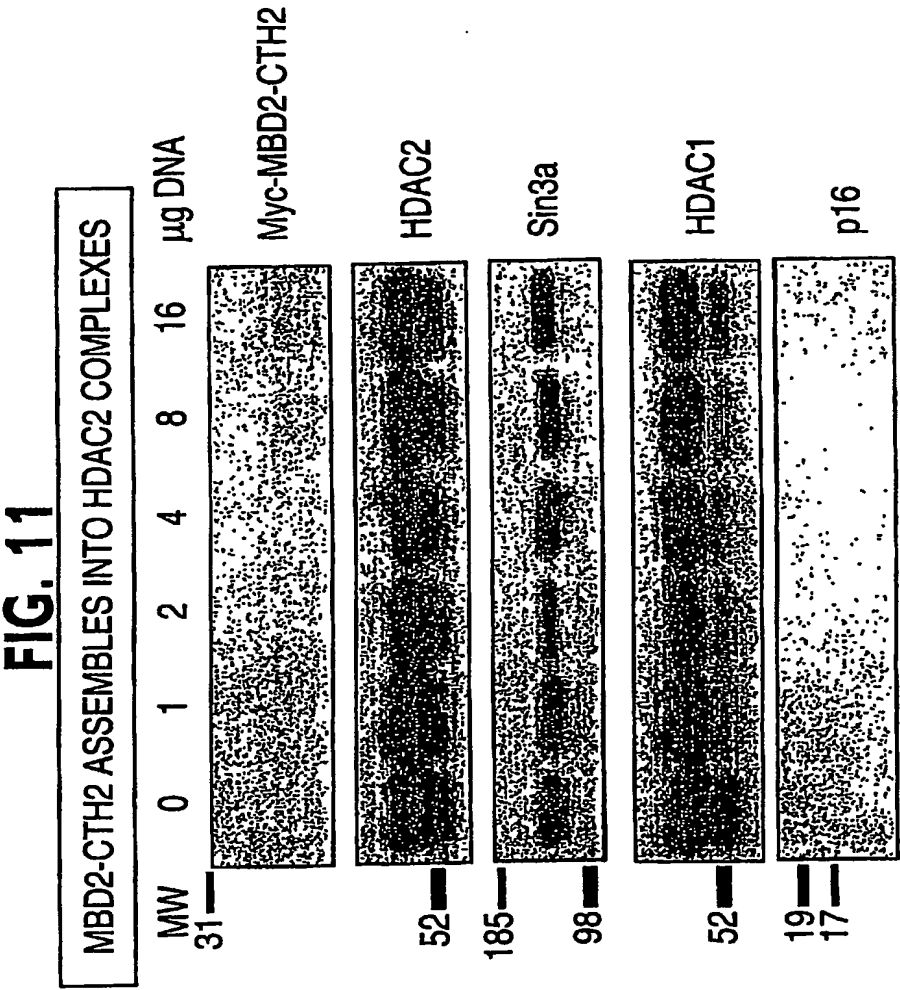 FIG. 11
MBD2-CTH2 ASSEMBLES INTO HDAC2 COMPLEXES
MW 0 1 2 4 8 16 µg DNA
31 Myc-MBD2-CTH2
52 HDAC2
185 Sin3a
98
52 HDAC1
19 p16
17